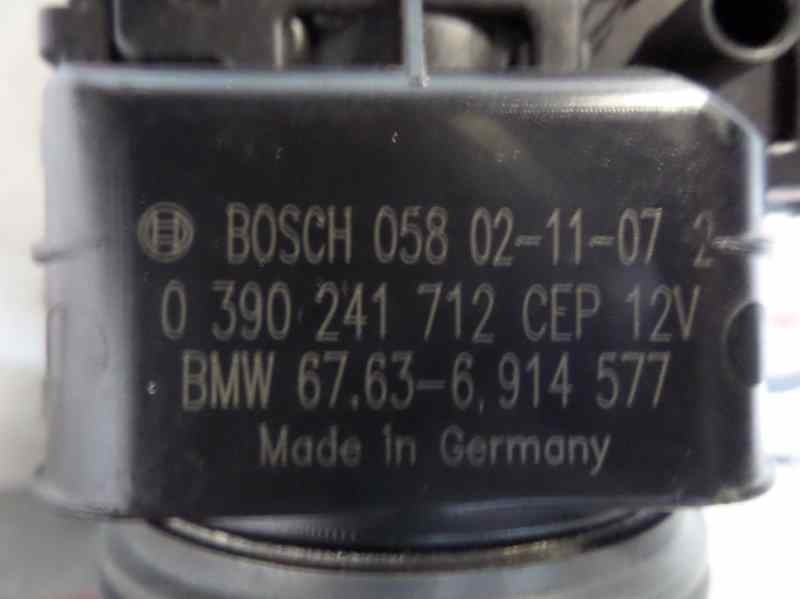 BOSCH 058 02-11-07 2
0 390 241 712 CEP 12V
BMW 67.63-6.914 577
Made in Germany